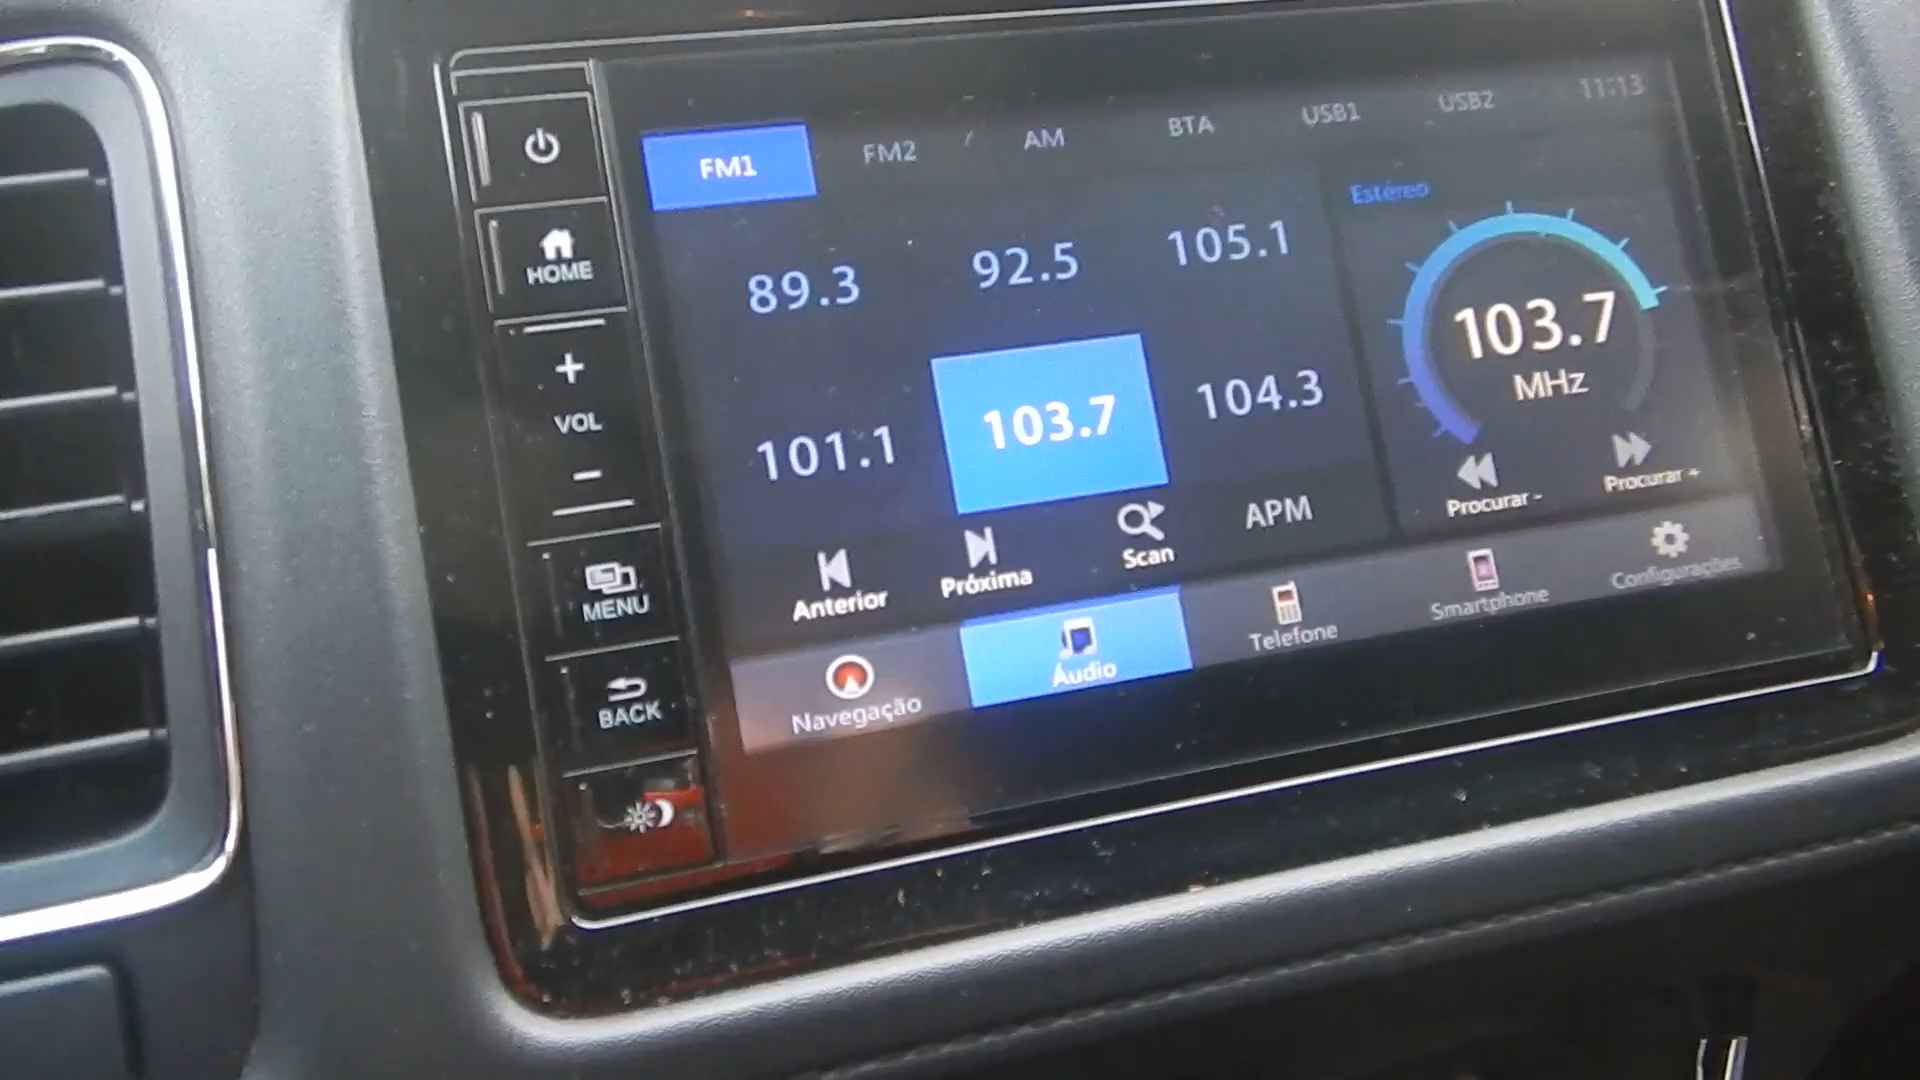 FM1 FM2 AM BTA USB1 USB2 11:13
HOME
+
VOL
-
MENU
BACK
89.3 92.5 105.1
101.1 103.7 104.3
Estéreo
103.7
MHz
Procurar - Procurar +
Anterior Próxima Scan APM
Navegação Áudio Telefone Smartphone Configurações